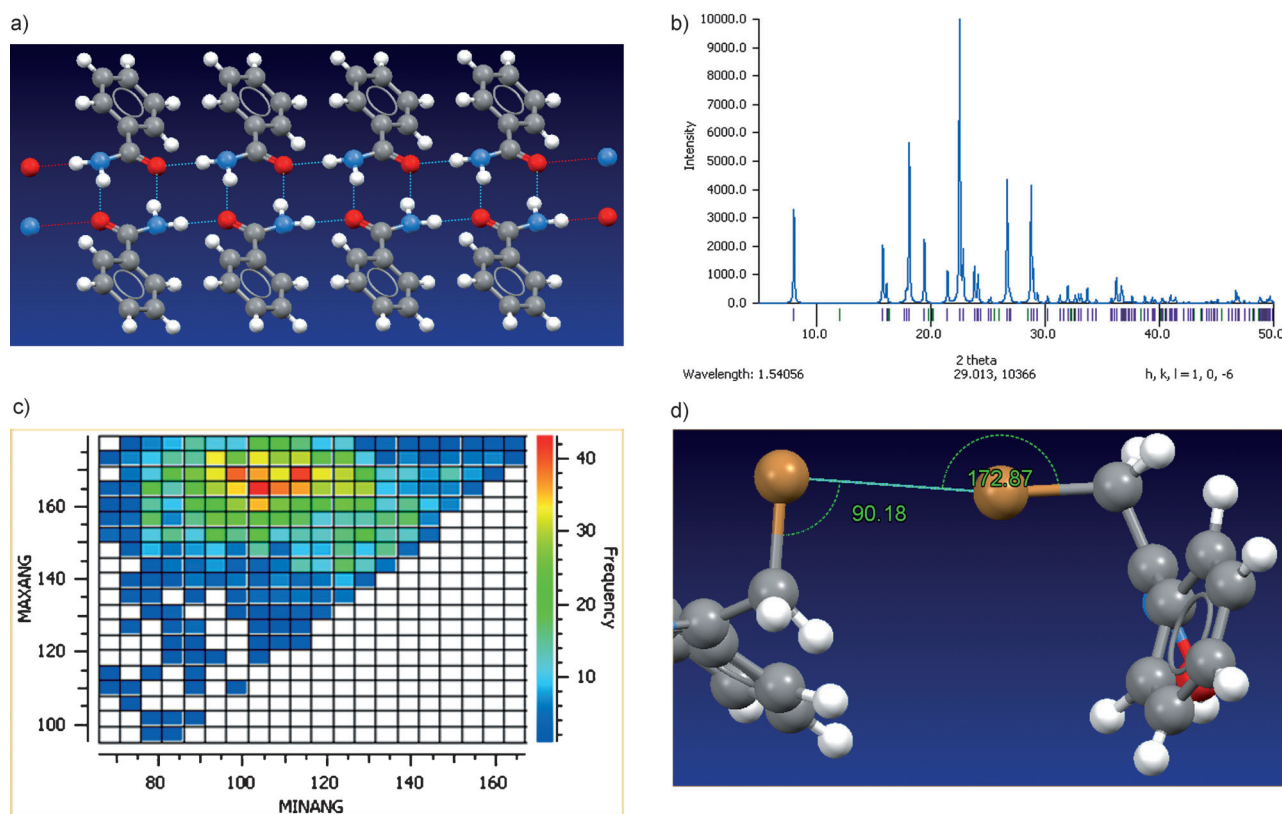 a)
b)
10000.0
9000.0
8000.0
7000.0
6000.0
5000.0
4000.0
3000.0
2000.0
1000.0
0.0
Intensity
10.0 20.0 30.0 40.0 50.0
2 theta
Wavelength: 1.54056 29.013, 10366 h, k, l = 1, 0, -6
c)
160
140
120
100
MAXANG
80 100 120 140 160
MINANG
40
30
20
10
Frequency
d)
172.87
90.18